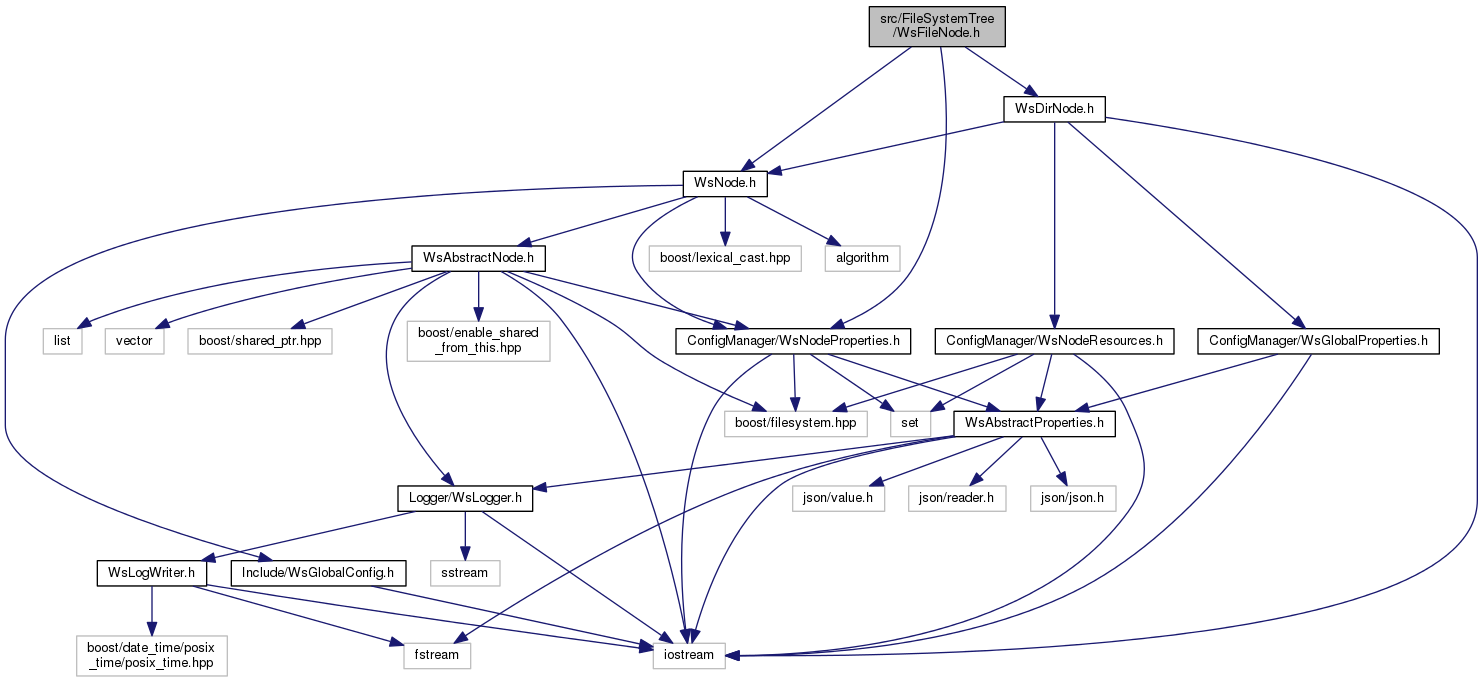 src/FileSystemTree
/WsFileNode.h
WsDirNode.h
WsNode.h
WsAbstractNode.h
boost/lexical_cast.hpp
algorithm
list
vector
boost/shared_ptr.hpp
boost/enable_shared
_from_this.hpp
ConfigManager/WsNodeProperties.h
ConfigManager/WsNodeResources.h
ConfigManager/WsGlobalProperties.h
boost/filesystem.hpp
set
WsAbstractProperties.h
Logger/WsLogger.h
json/value.h
json/reader.h
json/json.h
WsLogWriter.h
Include/WsGlobalConfig.h
sstream
boost/date_time/posix
_time/posix_time.hpp
fstream
iostream